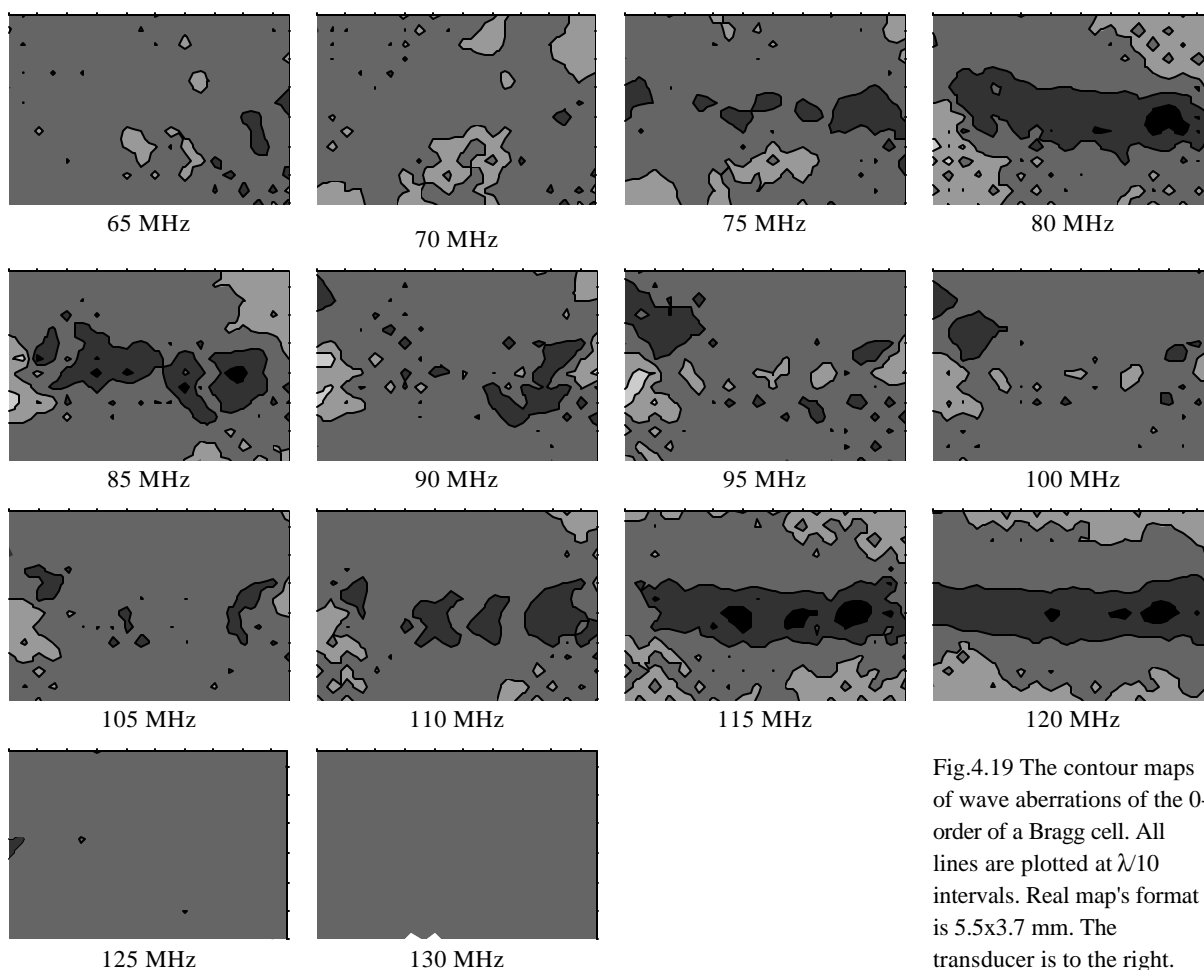 65 MHz
70 MHz
75 MHz
80 MHz
85 MHz
90 MHz
95 MHz
100 MHz
105 MHz
110 MHz
115 MHz
120 MHz
125 MHz
130 MHz
Fig.4.19 The contour maps
of wave aberrations of the 0-
order of a Bragg cell. All
lines are plotted at λ/10
intervals. Real map's format
is 5.5x3.7 mm. The
transducer is to the right.